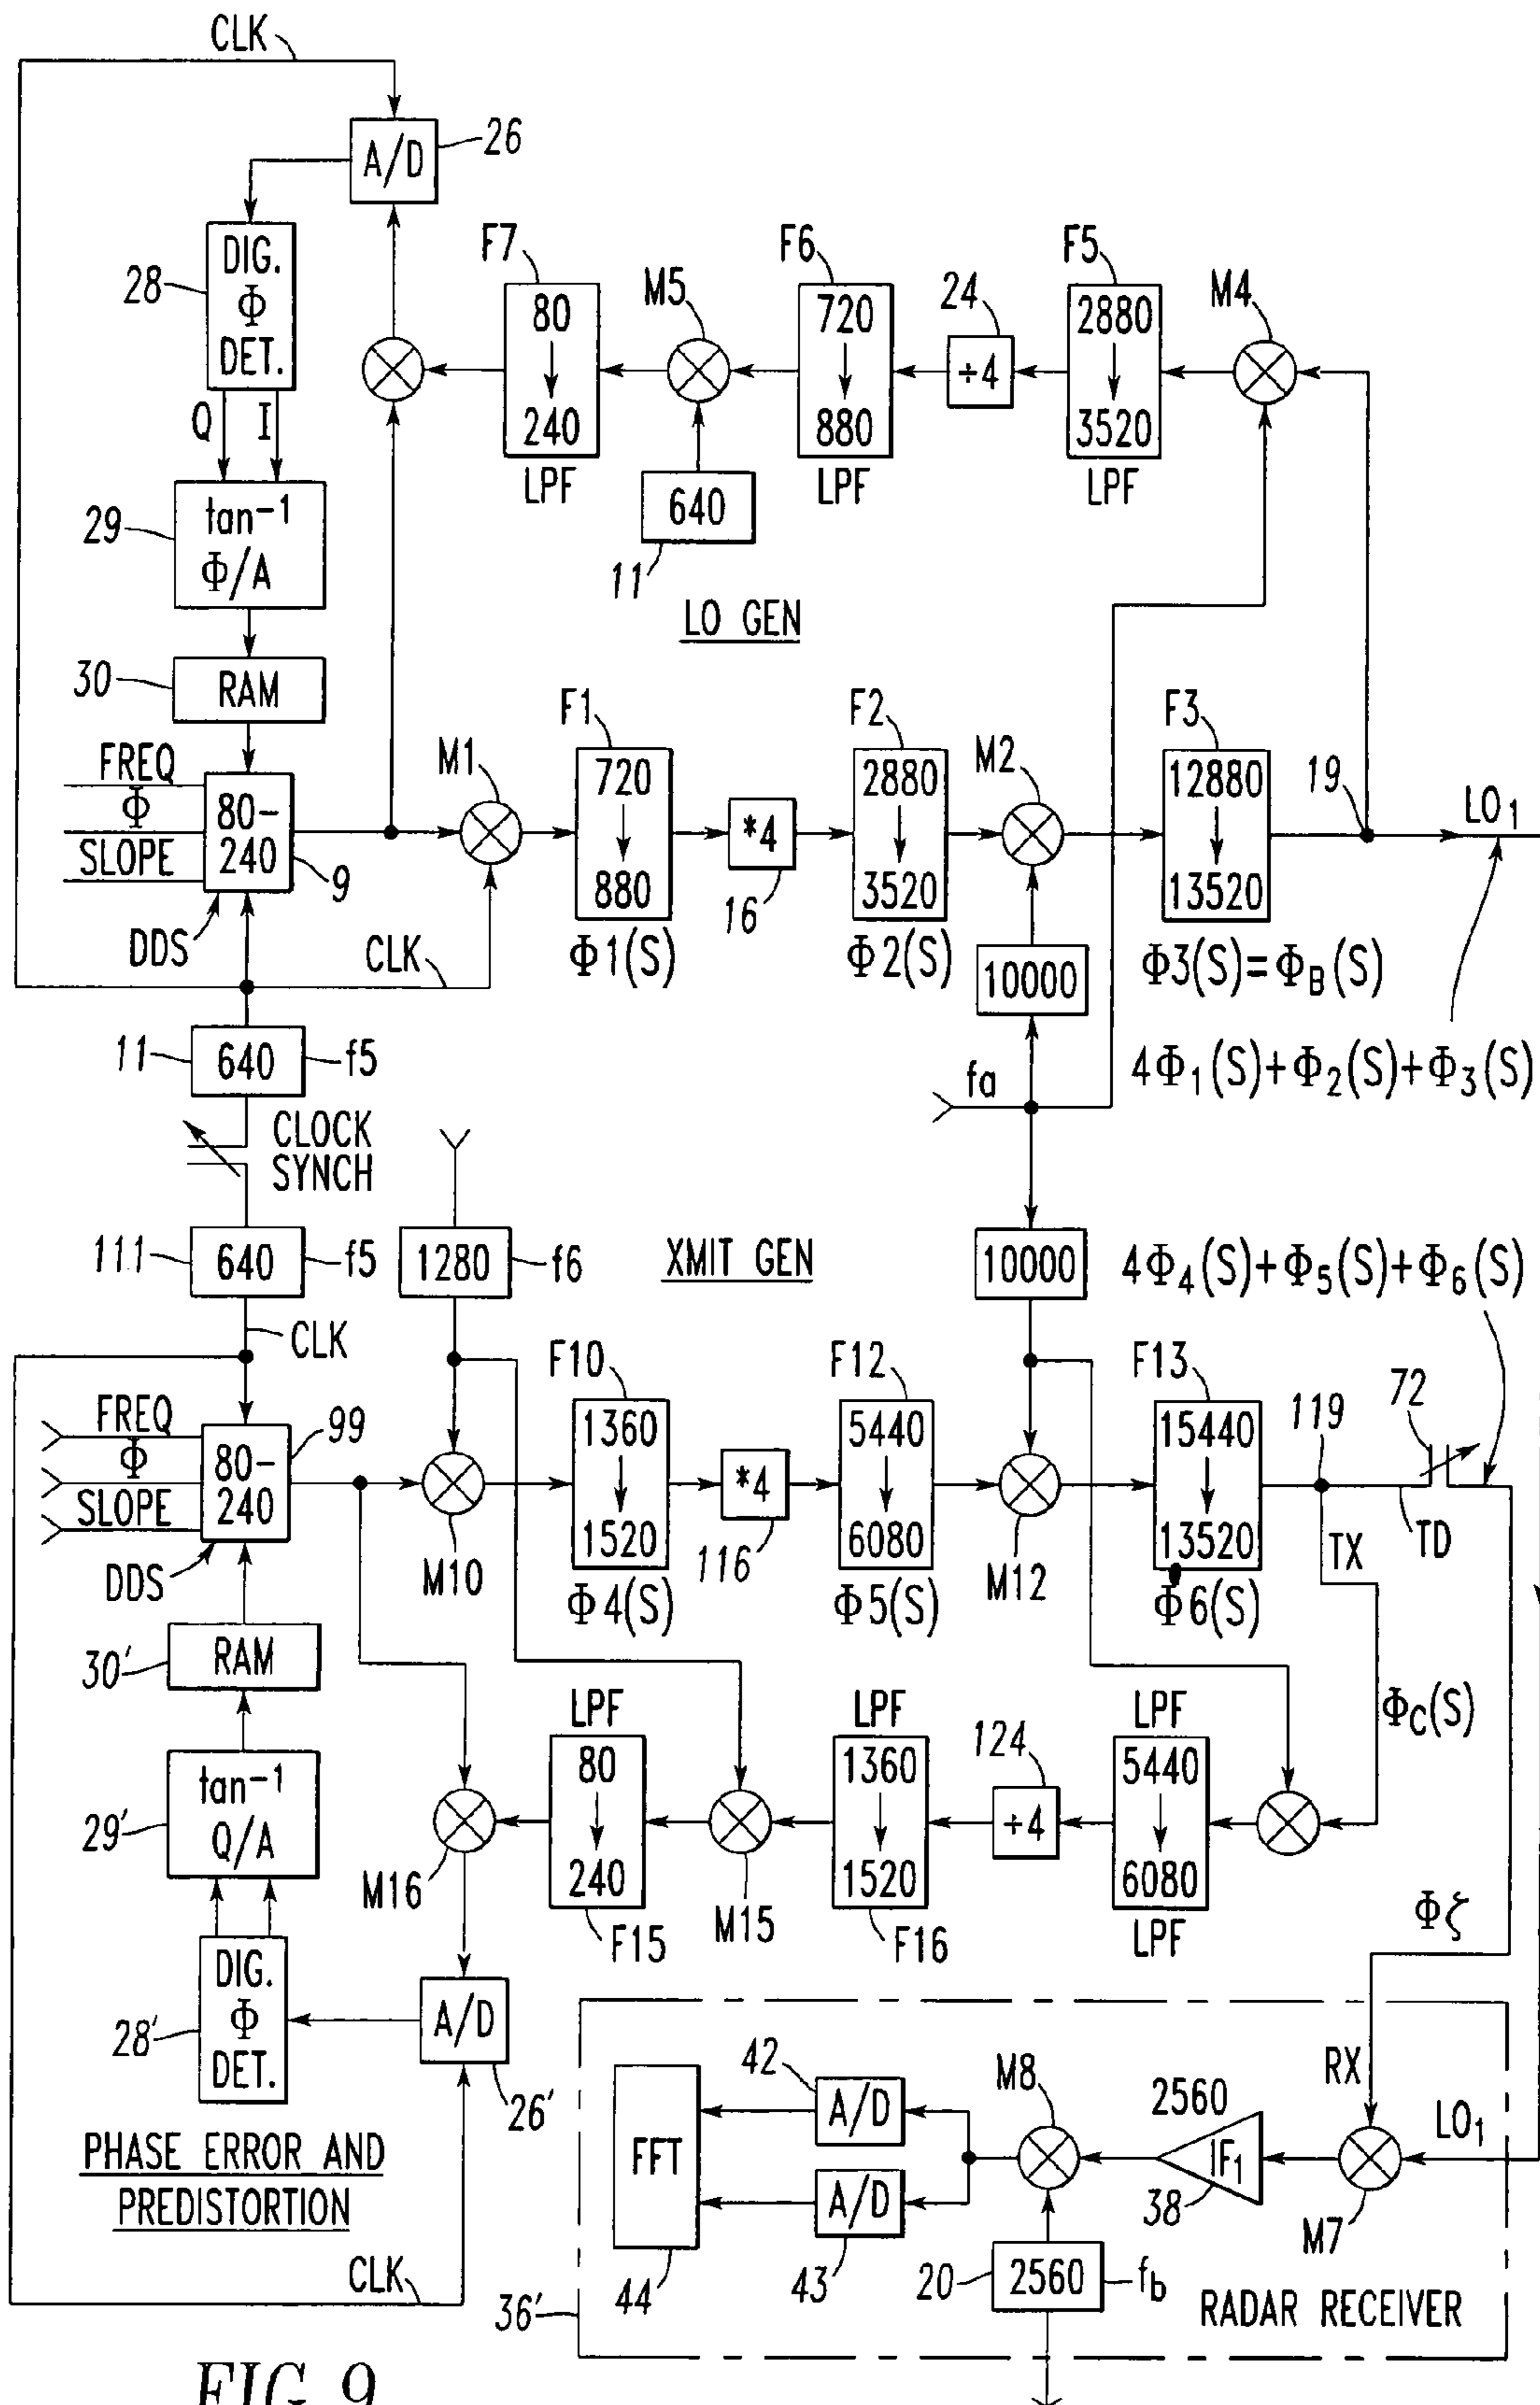 CLK
A/D
26
DIG.
Φ
DET.
28
Q I
tan⁻¹
Φ/A
29
RAM
30
F7
80
240
LPF
M5
640
11
F6
720
880
LPF
24
÷4
F5
2880
3520
LPF
M4
LO GEN
FREQ
Φ
SLOPE
80-
240
9
DDS
CLK
M1
F1
720
880
Φ1(S)
*4
16
F2
2880
3520
Φ2(S)
M2
10000
F3
12880
13520
Φ3(S)=Φ_B(S)
19
LO₁
4Φ₁(S)+Φ₂(S)+Φ₃(S)
fa
11
640
f5
CLOCK
SYNCH
111
640
f5
CLK
1280
f6
XMIT GEN
10000
4Φ₄(S)+Φ₅(S)+Φ₆(S)
FREQ
Φ
SLOPE
80-
240
99
DDS
M10
F10
1360
1520
Φ4(S)
*4
116
F12
5440
6080
Φ5(S)
M12
F13
15440
13520
Φ6(S)
119
72
TX
TD
RAM
30'
tan⁻¹
Q/A
29'
DIG.
Φ
DET.
28'
M16
A/D
26'
LPF
80
240
F15
M15
LPF
1360
1520
F16
124
÷4
LPF
5440
6080
LPF
Φ_C(S)
Φζ
PHASE ERROR AND
PREDISTORTION
CLK
36'
FFT
44
42
A/D
A/D
43
M8
2560
IF₁
38
RX
LO₁
M7
20
2560
f_b
RADAR RECEIVER
FIG. 9